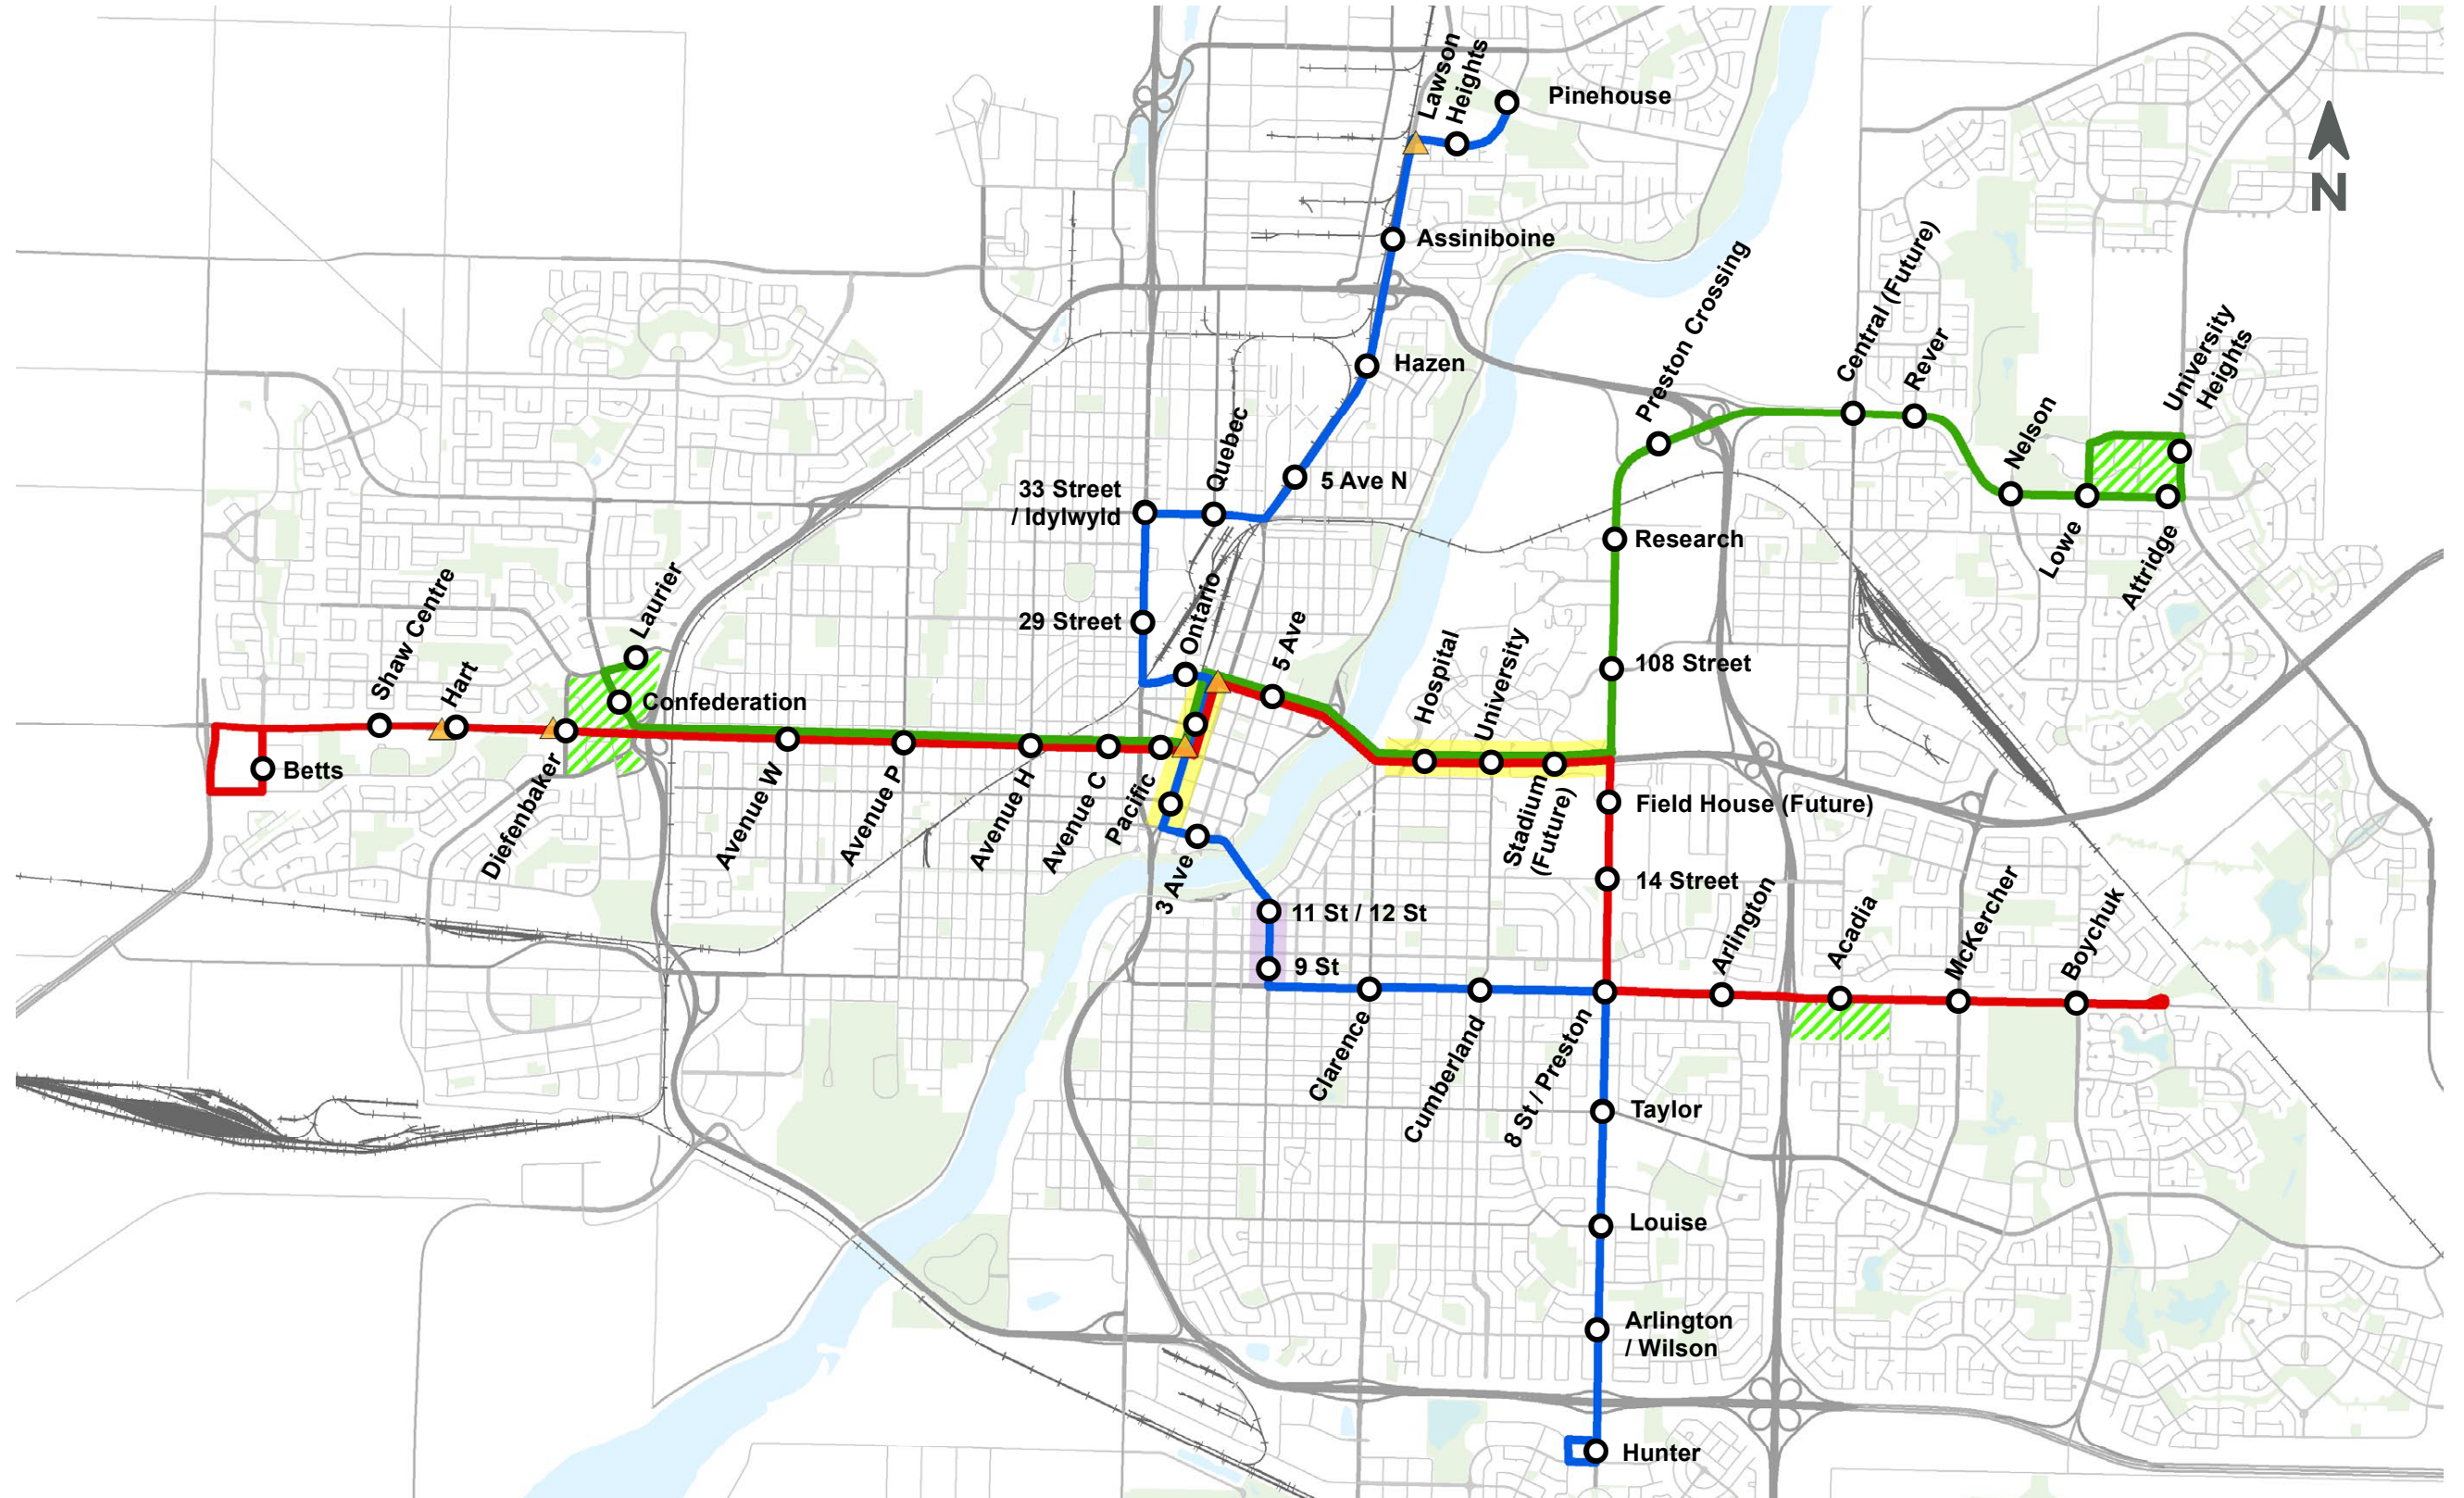 Lawson
Heights
Pinehouse
N
Assiniboine
Hazen
Preston Crossing
Central (Future)
Rever
University
Heights
Quebec
5 Ave N
33 Street
/ Idylwyld
Nelson
Research
Lowe
Attridge
29 Street
Ontario
5 Ave
Hospital
University
108 Street
Laurier
Shaw Centre
Hart
Confederation
Betts
Diefenbaker
Avenue W
Avenue P
Avenue H
Avenue C
Pacific
3 Ave
Stadium
(Future)
Field House (Future)
14 Street
11 St / 12 St
9 St
Arlington
Acadia
McKercher
Boychuk
Clarence
Cumberland
8 St / Preston
Taylor
Louise
Arlington
/ Wilson
Hunter